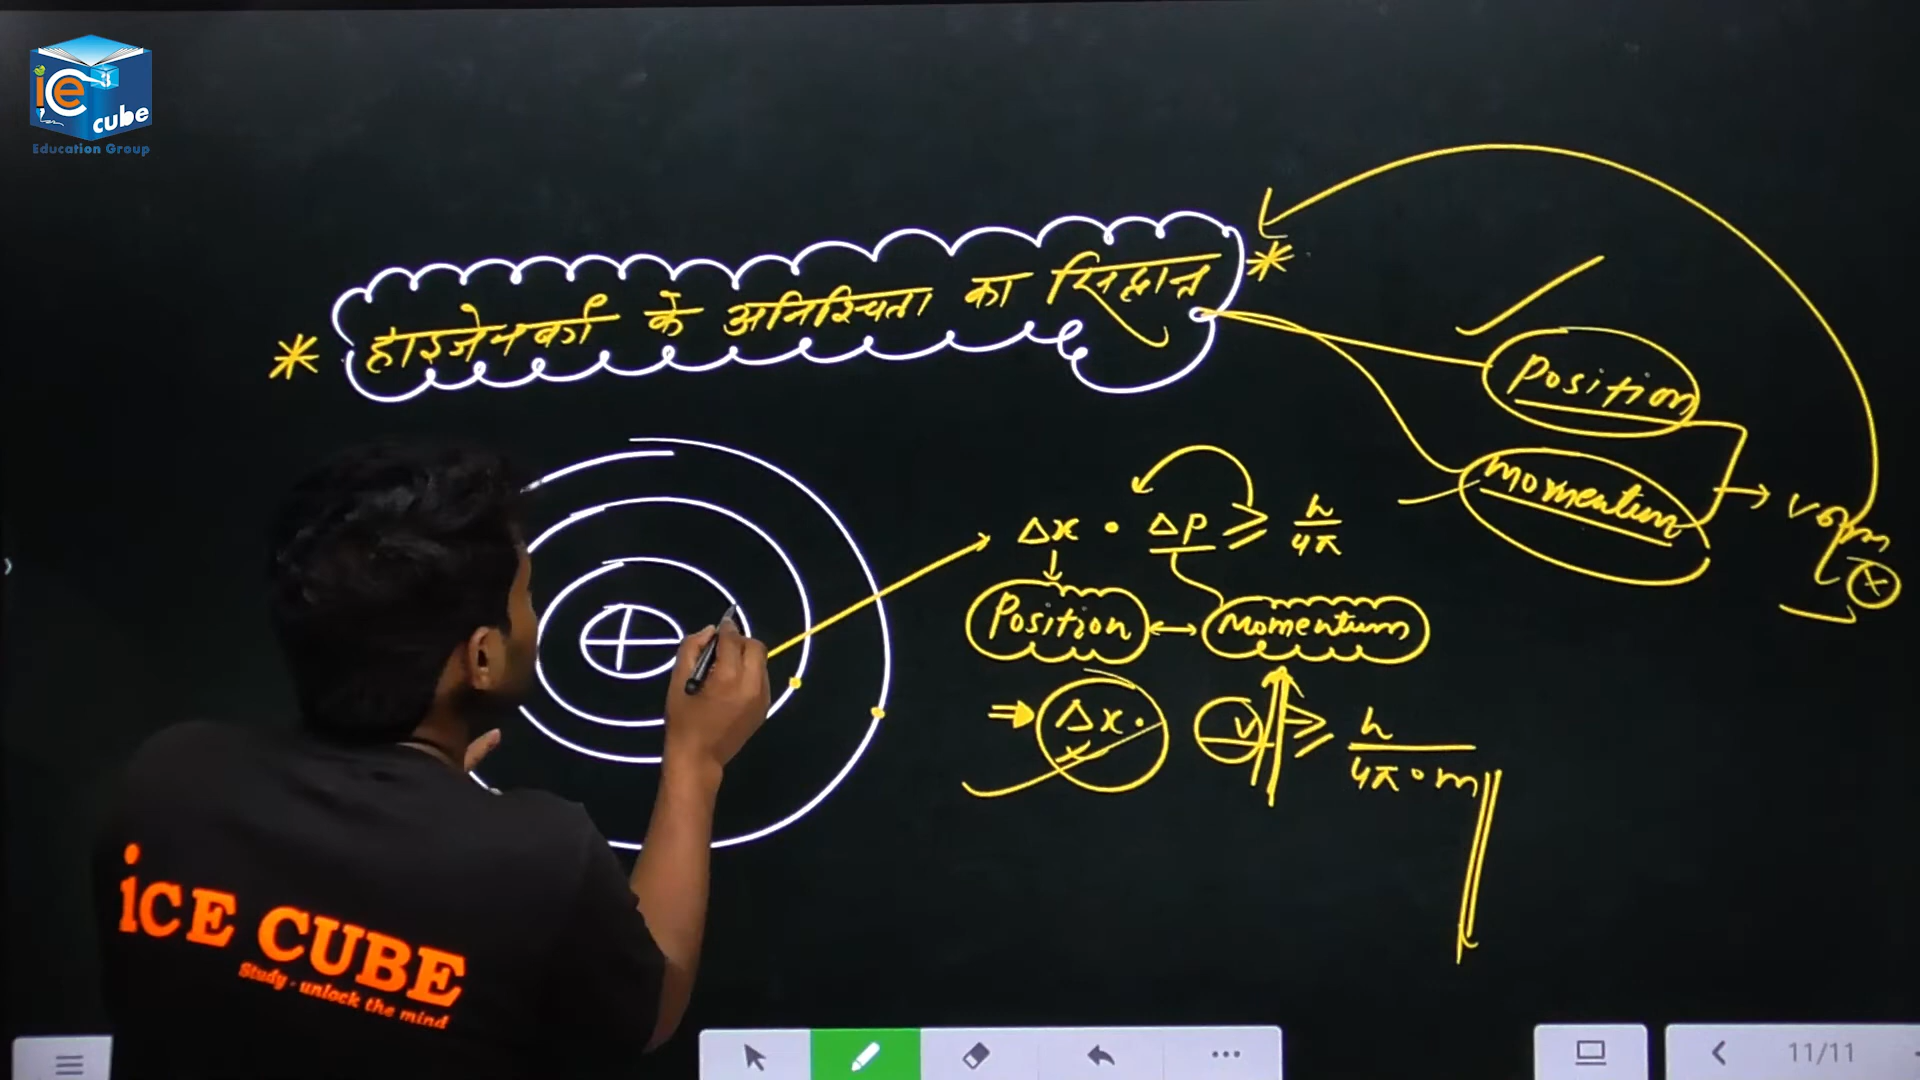 ice
cube
Education Group
* हाइजेनबर्ग के अनिश्चितता का सिद्धान्त *
Position
Momentum
Δx · Δp ≥ h/4π
Position ↔ Momentum
⇒ Δx · v ≥ h/4π·m
iCE CUBE
Study - unlock the mind
11/11